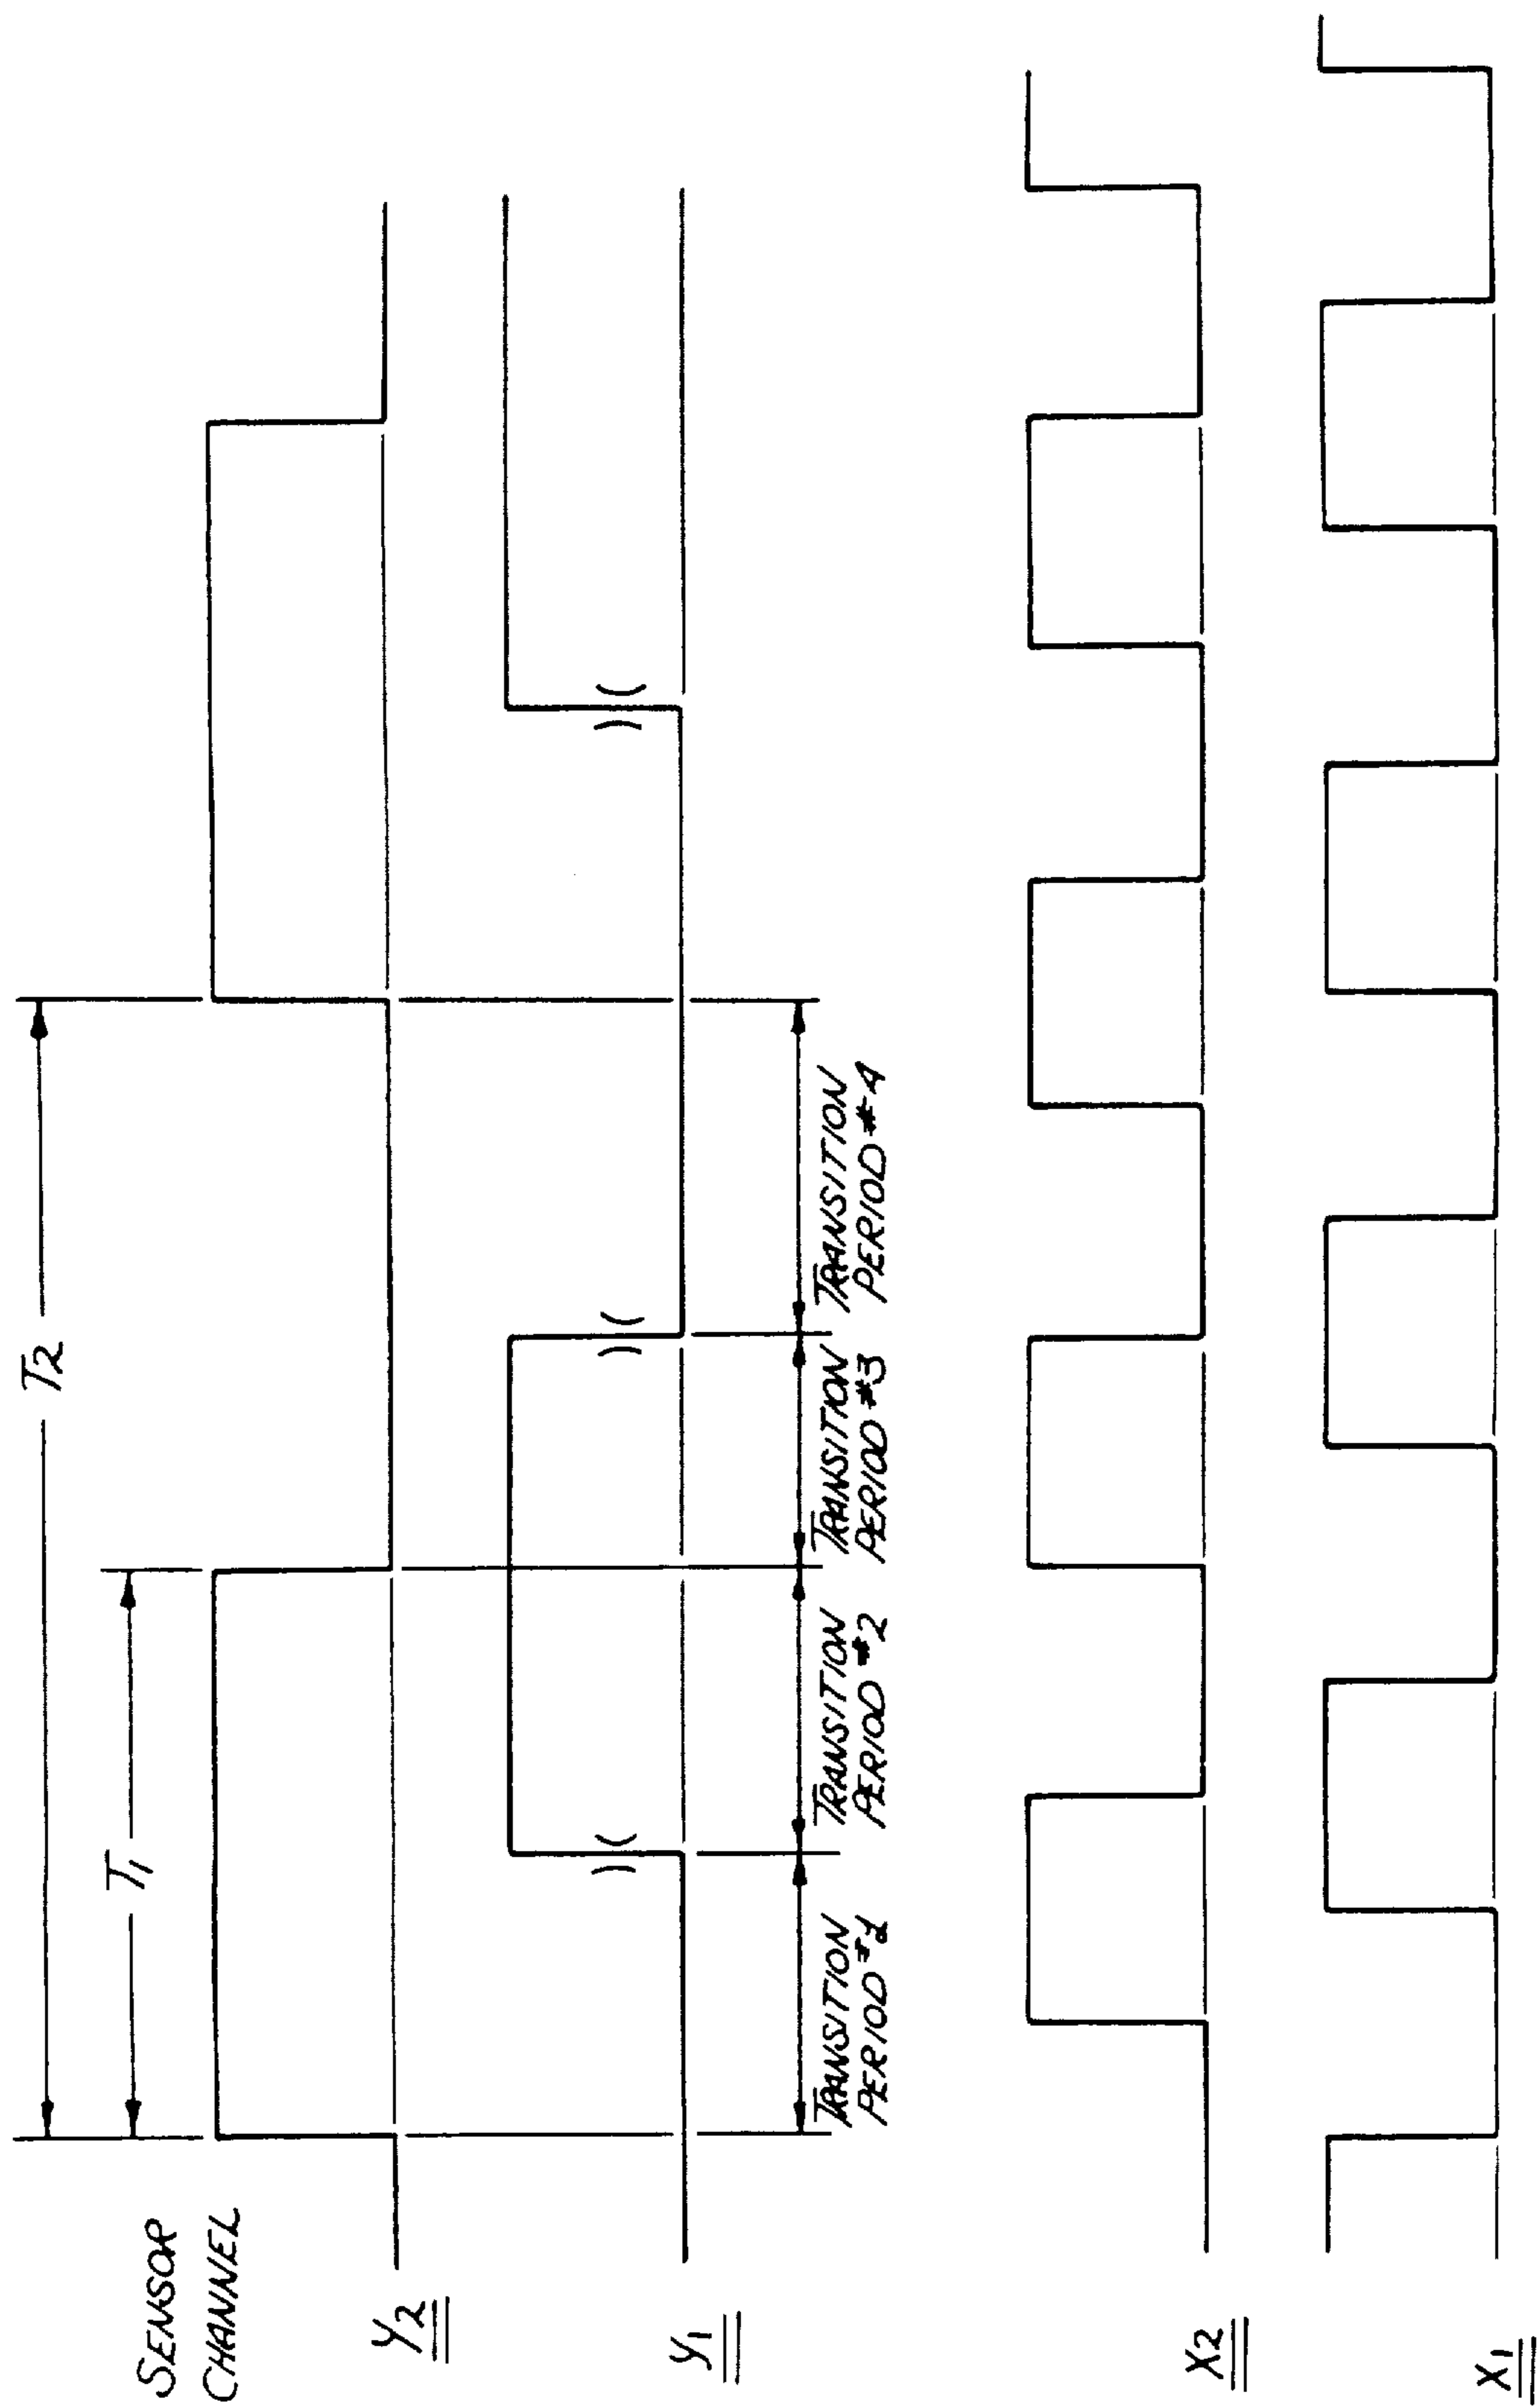 SENSOR
CHANNEL
T2
T1
Y2
Y1
TRANSITION
PERIOD #1
TRANSITION
PERIOD #2
TRANSITION
PERIOD #3
TRANSITION
PERIOD #4
X2
X1